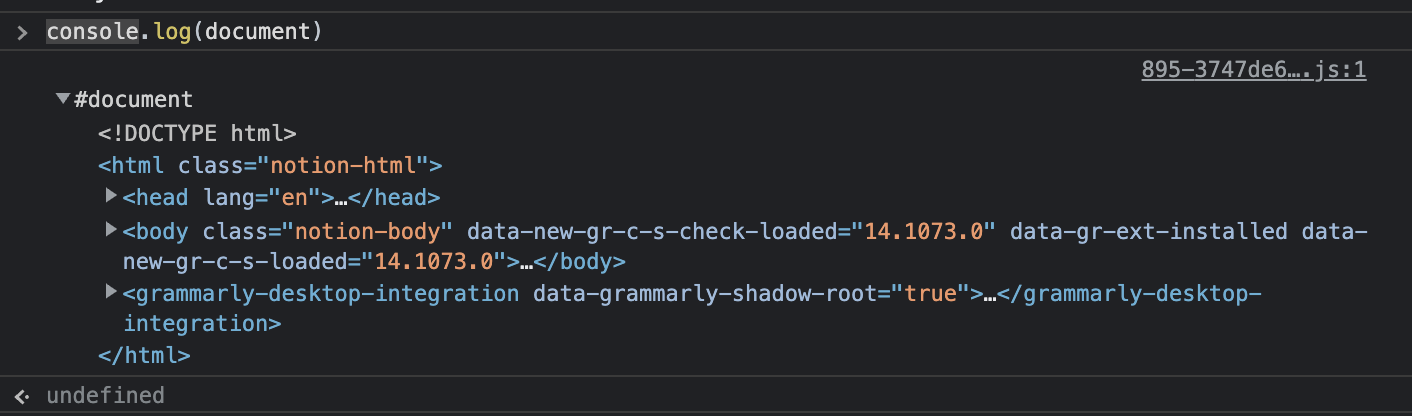 console.log(document)
895-3747de6….js:1
#document
<!DOCTYPE html>
<html class="notion-html">
<head lang="en">…</head>
<body class="notion-body" data-new-gr-c-s-check-loaded="14.1073.0" data-gr-ext-installed data-
new-gr-c-s-loaded="14.1073.0">…</body>
<grammarly-desktop-integration data-grammarly-shadow-root="true">…</grammarly-desktop-
integration>
</html>
undefined